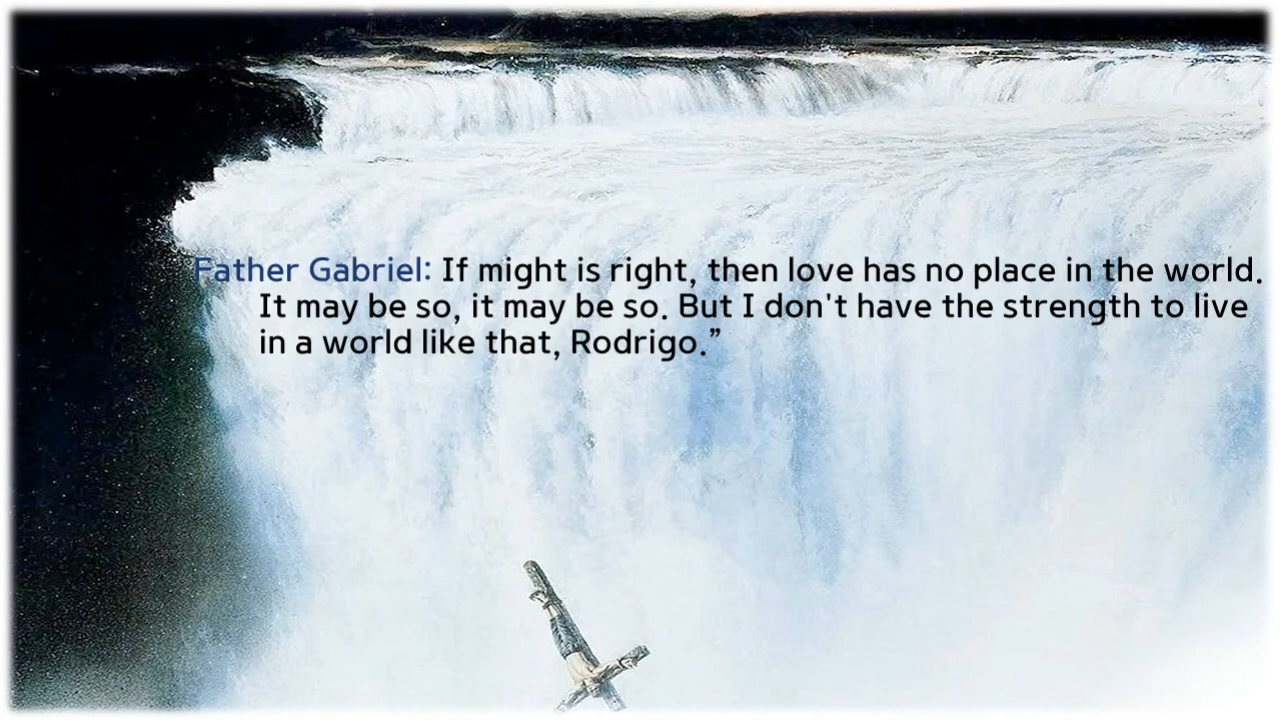 Father Gabriel: If might is right, then love has no place in the world.
It may be so, it may be so. But I don't have the strength to live
in a world like that, Rodrigo.”